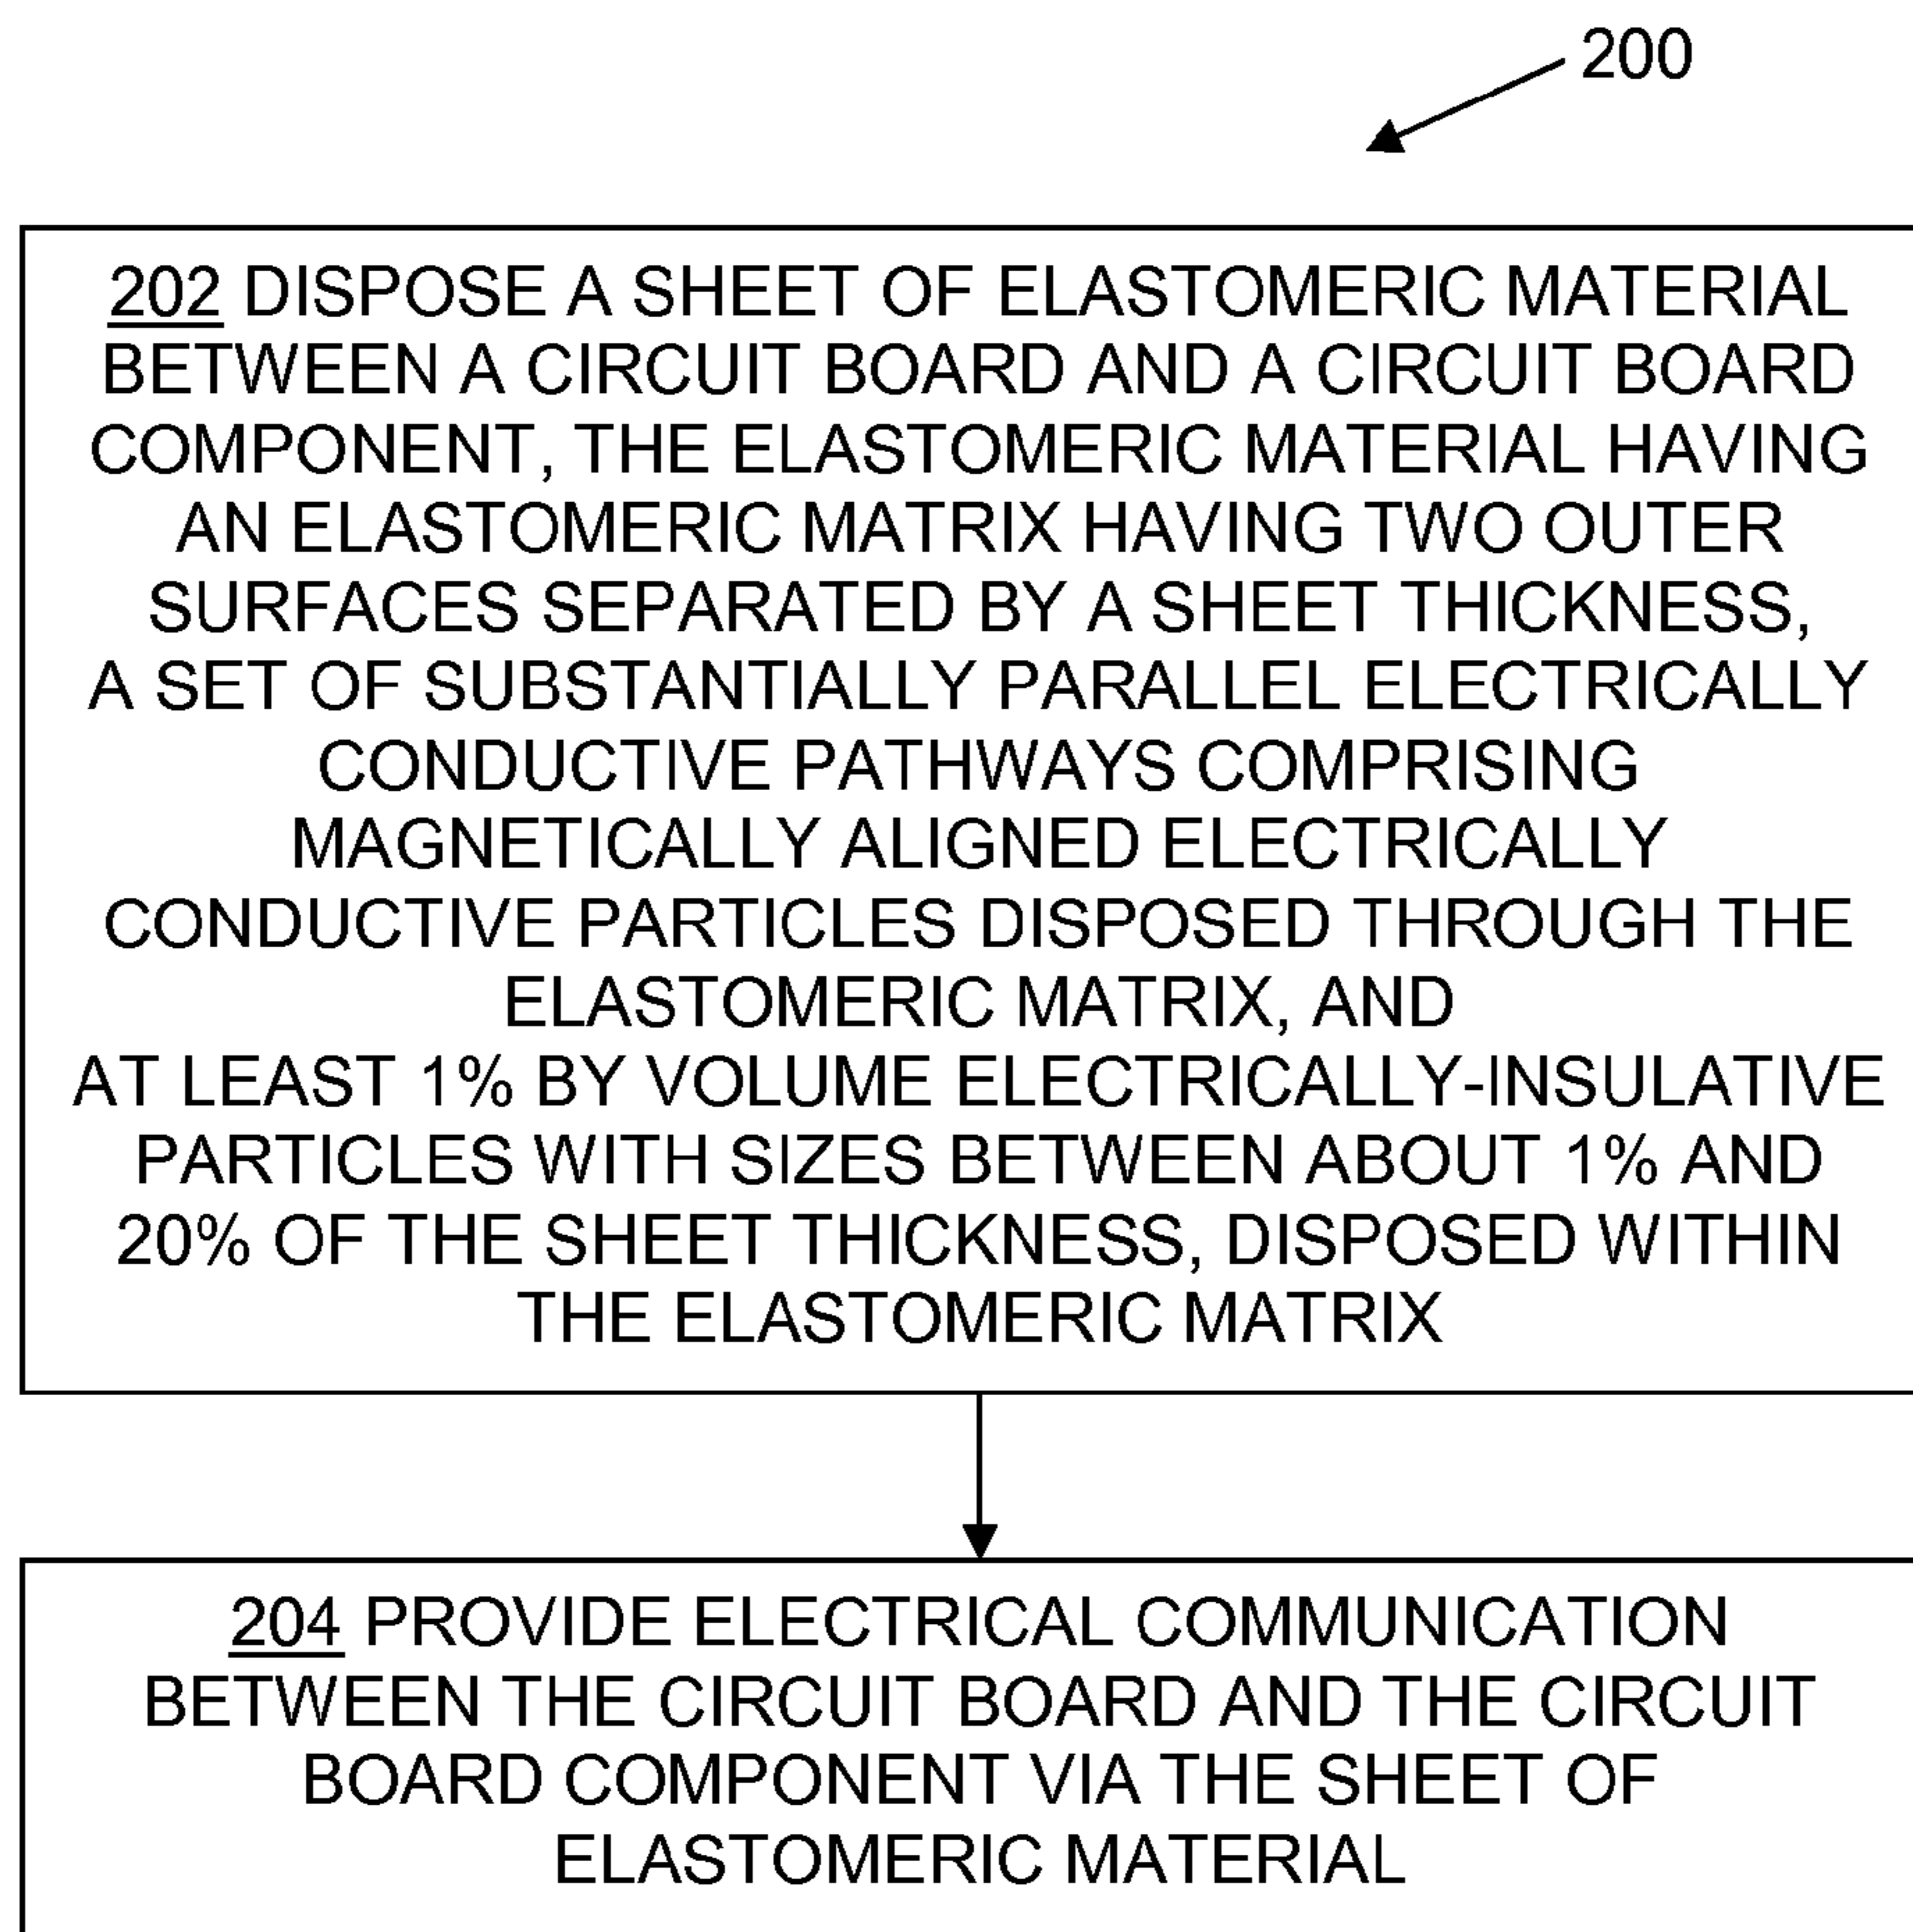 200
202 DISPOSE A SHEET OF ELASTOMERIC MATERIAL
BETWEEN A CIRCUIT BOARD AND A CIRCUIT BOARD
COMPONENT, THE ELASTOMERIC MATERIAL HAVING
AN ELASTOMERIC MATRIX HAVING TWO OUTER
SURFACES SEPARATED BY A SHEET THICKNESS,
A SET OF SUBSTANTIALLY PARALLEL ELECTRICALLY
CONDUCTIVE PATHWAYS COMPRISING
MAGNETICALLY ALIGNED ELECTRICALLY
CONDUCTIVE PARTICLES DISPOSED THROUGH THE
ELASTOMERIC MATRIX, AND
AT LEAST 1% BY VOLUME ELECTRICALLY-INSULATIVE
PARTICLES WITH SIZES BETWEEN ABOUT 1% AND
20% OF THE SHEET THICKNESS, DISPOSED WITHIN
THE ELASTOMERIC MATRIX
204 PROVIDE ELECTRICAL COMMUNICATION
BETWEEN THE CIRCUIT BOARD AND THE CIRCUIT
BOARD COMPONENT VIA THE SHEET OF
ELASTOMERIC MATERIAL